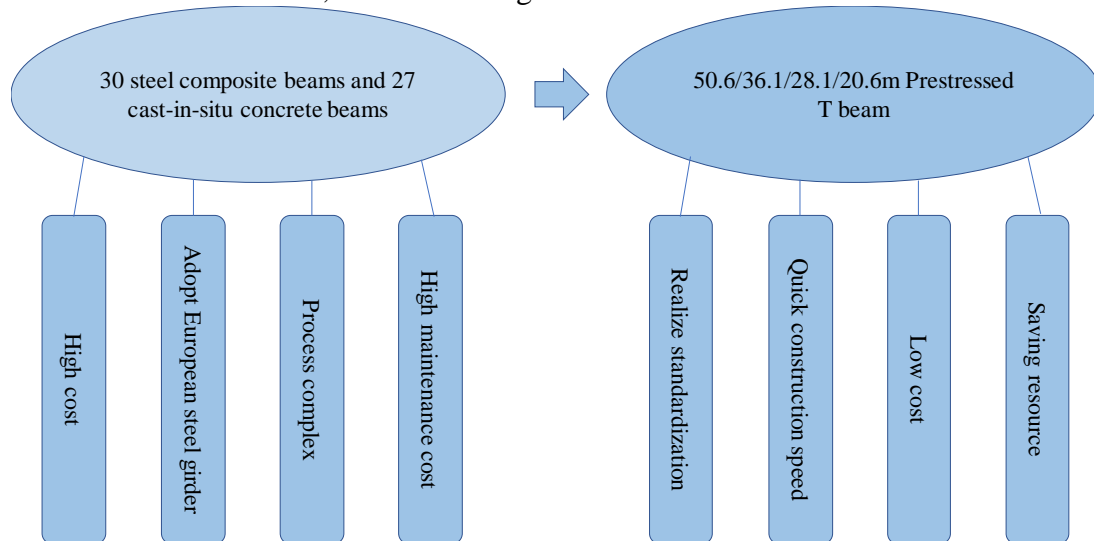 30 steel composite beams and 27
cast-in-situ concrete beams
50.6/36.1/28.1/20.6m Prestressed
T beam
High cost
Adopt European steel girder
Process complex
High maintenance cost
Realize standardization
Quick construction speed
Low cost
Saving resource